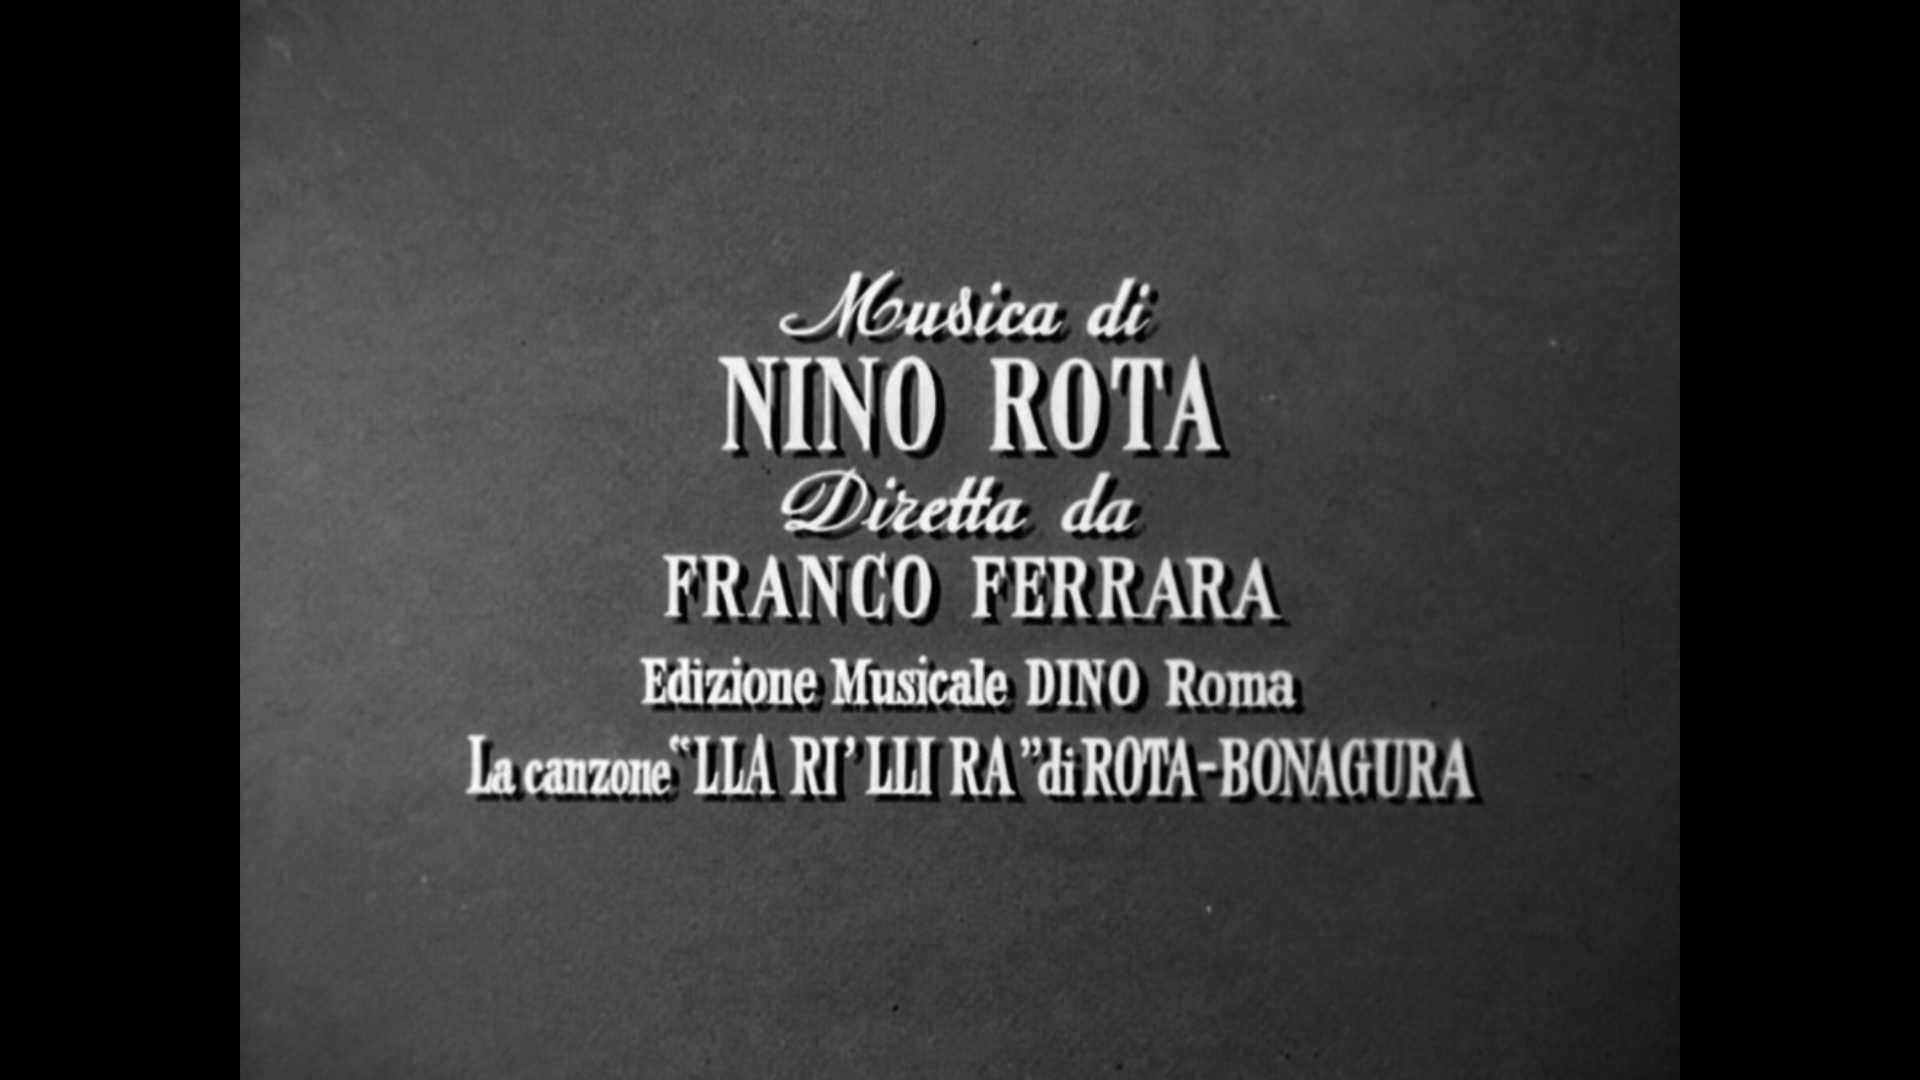 Musica di
NINO ROTA
Diretta da
FRANCO FERRARA
Edizione Musicale DINO Roma
La canzone “LLA RI’LLI RA” di ROTA-BONAGURA